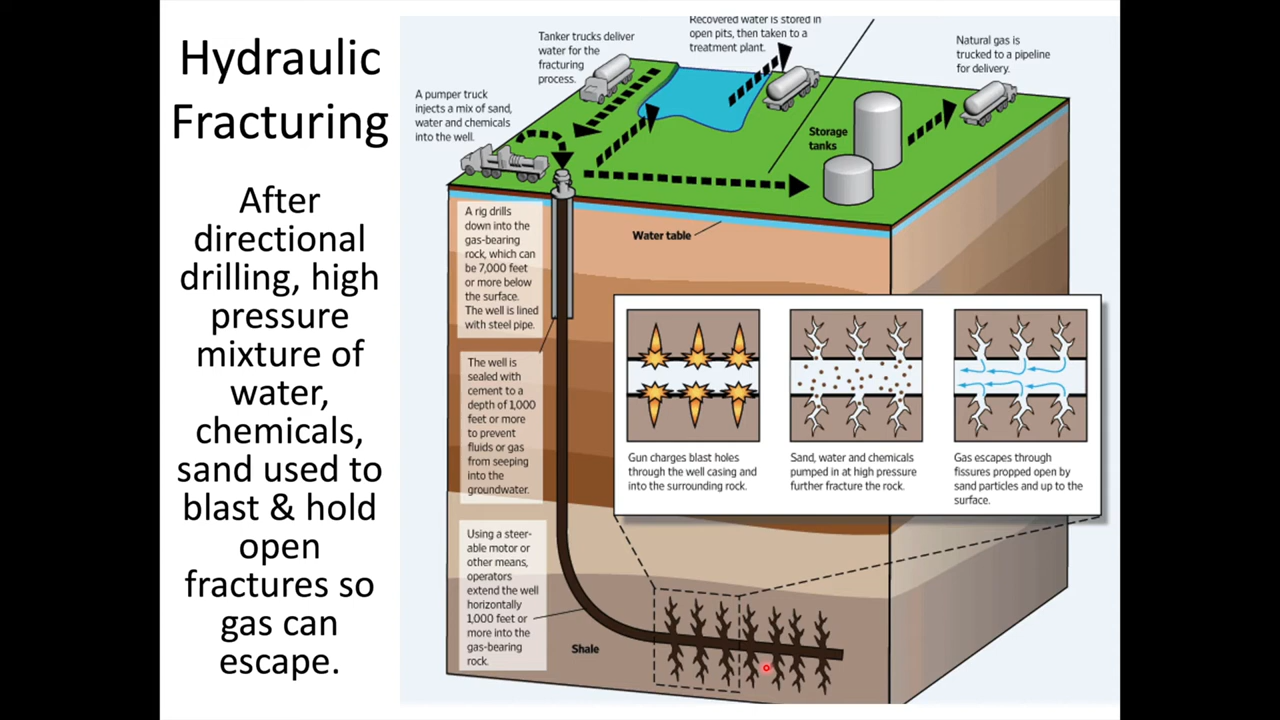 Hydraulic
Fracturing
After
directional
drilling, high
pressure
mixture of
water,
chemicals,
sand used to
blast & hold
open
fractures so
gas can
escape.
Tanker trucks deliver
water for the
fracturing
process.
Recovered water is stored in
open pits, then taken to a
treatment plant.
Natural gas is
trucked to a pipeline
for delivery.
A pumper truck
injects a mix of sand,
water and chemicals
into the well.
Storage
tanks
Water table
A rig drills
down into the
gas-bearing
rock, which can
be 7,000 feet
or more below
the surface.
The well is lined
with steel pipe.
The well is
sealed with
cement to a
depth of 1,000
feet or more
to prevent
fluids or gas
from seeping
into the
groundwater.
Using a steer-
able motor or
other means,
operators
extend the well
horizontally
1,000 feet or
more into the
gas-bearing
rock.
Shale
Gun charges blast holes
through the well casing and
into the surrounding rock.
Sand, water and chemicals
pumped in at high pressure
further fracture the rock.
Gas escapes through
fissures propped open by
sand particles and up to the
surface.